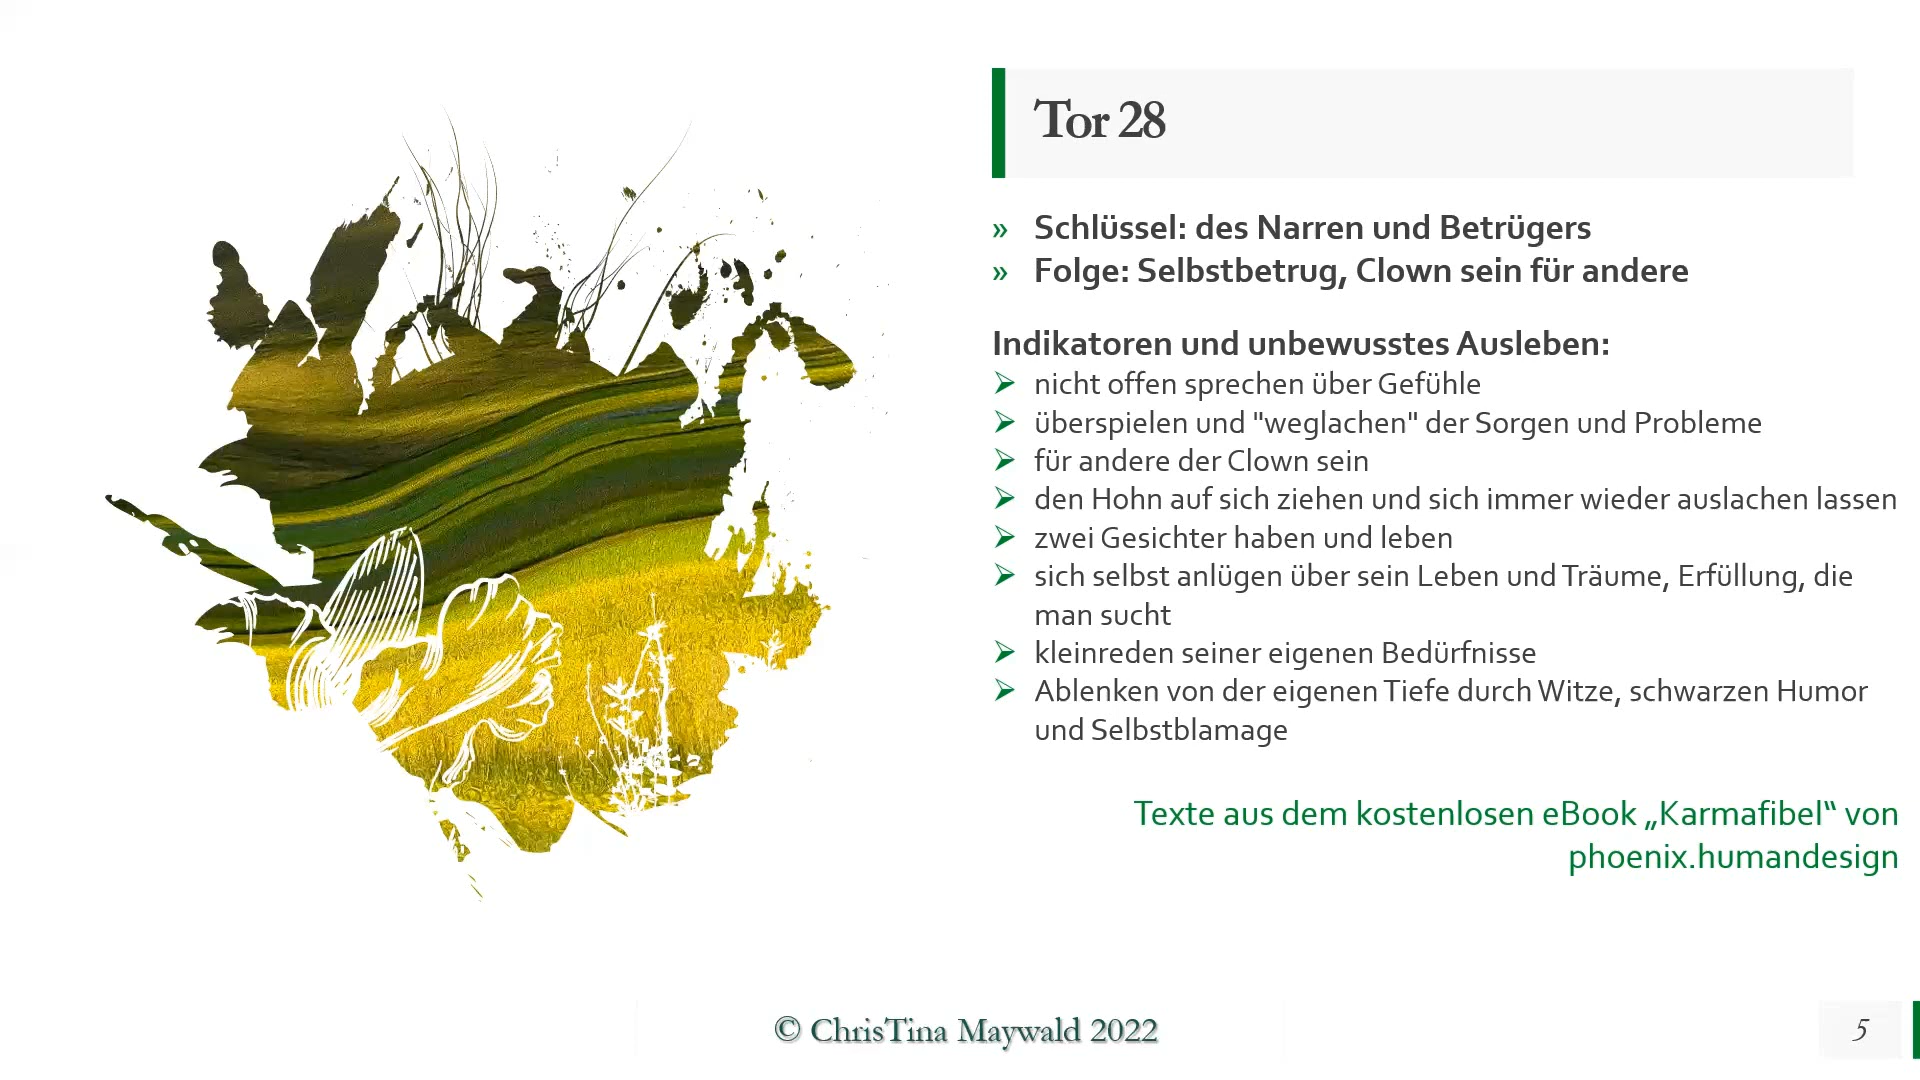 Tor 28
» Schlüssel: des Narren und Betrügers
» Folge: Selbstbetrug, Clown sein für andere
Indikatoren und unbewusstes Ausleben:
➢ nicht offen sprechen über Gefühle
➢ überspielen und "weglachen" der Sorgen und Probleme
➢ für andere der Clown sein
➢ den Hohn auf sich ziehen und sich immer wieder auslachen lassen
➢ zwei Gesichter haben und leben
➢ sich selbst anlügen über sein Leben und Träume, Erfüllung, die
man sucht
➢ kleinreden seiner eigenen Bedürfnisse
➢ Ablenken von der eigenen Tiefe durch Witze, schwarzen Humor
und Selbstblamage
Texte aus dem kostenlosen eBook „Karmafibel“ von
phoenix.humandesign
© ChrisTina Maywald 2022
5